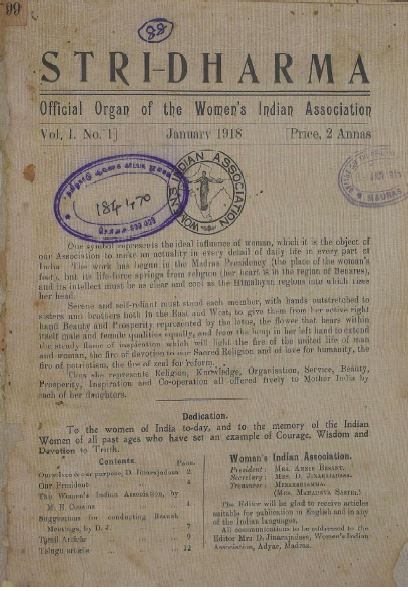 99
88
STRI-DHARMA
Official Organ of the Women's Indian Association
Vol. I. No. 1] January 1918 [Price, 2 Annas
184470
WOMEN'S INDIAN ASSOCIATION
MADRAS
Our symbol represents the ideal influence of woman, which it is the object of
our Association to make an actuality in every detail of daily life in every part of
India. The work has begun in the Madras Presidency (the place of the woman's
feet), but its life-force springs from religion (her heart is in the region of Benares),
and its intellect must be as clear and cool as the Himalayan regions into which rises
her head.
Serene and self-reliant must stand each member, with hands outstretched to
sisters and brothers both in the East and West, to give them from her active right
hand Beauty and Prosperity represented by the lotus, the flower that bears within
itself male and female qualities equally, and from the lamp in her left hand to extend
the steady flame of inspiration which will light the fire of the united life of man
and woman, the fire of devotion to our Sacred Religion and of love for humanity, the
fire of patriotism, the fire of zeal for reform.
Thus she represents Religion, Knowledge, Organisation, Service, Beauty,
Prosperity, Inspiration and Co-operation all offered freely to Mother India by
each of her daughters.
Dedication.
To the women of India to-day, and to the memory of the Indian
Women of all past ages who have set an example of Courage, Wisdom and
Devotion to Truth.
Contents
PAGE.
Ourselves & our purpose, D. Jinarajadasa 2
Our President 2
The Women's Indian Association, by
M. E. Cousins 4
Suggestions for conducting Branch
Meetings, by D. J. 7
Tamil Article 9
Telugu article 12
Women's Indian Association.
President: MRS. ANNIE BESANT.
Secretary: MRS. D. JINARAJADASA.
Treasurer: MEENAKSHAMMA.
(MRS. MAHADEVA SASTRI.)
The Editor will be glad to receive articles
suitable for publication in English and in any
of the Indian languages.
All communications to be addressed to the
Editor Mrs D. Jinarajadasa, Women's Indian
Association, Adyar, Madras.